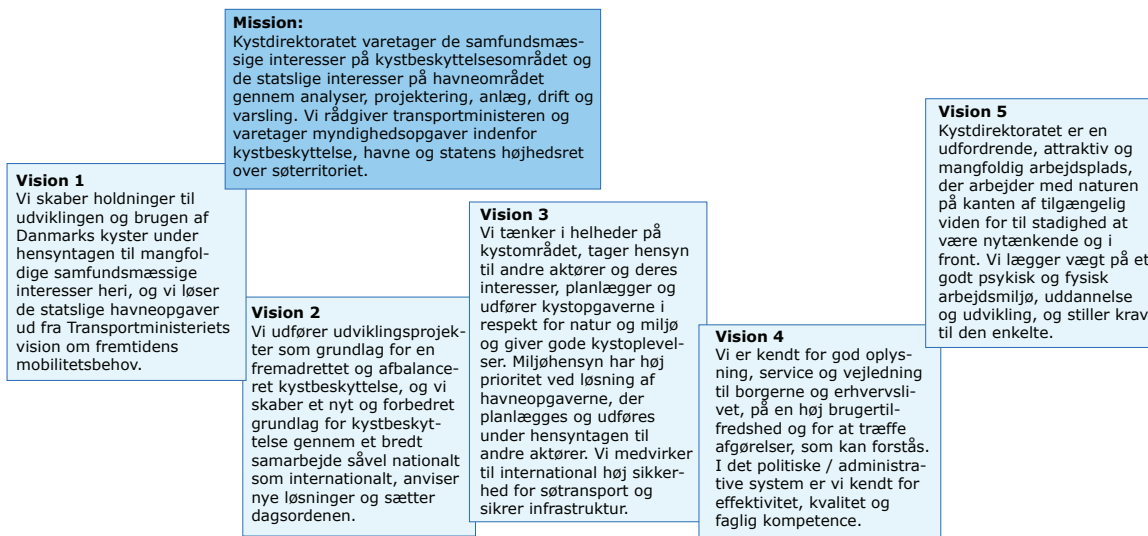 Mission:
Kystdirektoratet varetager de samfundsmæs-
sige interesser på kystbeskyttelsesområdet og
de statslige interesser på havneområdet
gennem analyser, projektering, anlæg, drift og
varsling. Vi rådgiver transportministeren og
varetager myndighedsopgaver indenfor
kystbeskyttelse, havne og statens højhedsret
over søterritoriet.
Vision 1
Vi skaber holdninger til
udviklingen og brugen af
Danmarks kyster under
hensyntagen til mangfol-
dige samfundsmæssige
interesser heri, og vi løser
de statslige havneopgaver
ud fra Transportministeriets
vision om fremtidens
mobilitetsbehov.
Vision 2
Vi udfører udviklingsprojek-
ter som grundlag for en
fremadrettet og afbalance-
ret kystbeskyttelse, og vi
skaber et nyt og forbedret
grundlag for kystbeskyt-
telse gennem et bredt
samarbejde såvel nationalt
som internationalt, anviser
nye løsninger og sætter
dagsordenen.
Vision 3
Vi tænker i helheder på
kystområdet, tager hensyn
til andre aktører og deres
interesser, planlægger og
udfører kystopgaverne i
respekt for natur og miljø
og giver gode kystoplevel-
ser. Miljøhensyn har høj
prioritet ved løsning af
havneopgaverne, der
planlægges og udføres
under hensyntagen til
andre aktører. Vi medvirker
til international høj sikker-
hed for søtransport og
sikrer infrastruktur.
Vision 4
Vi er kendt for god oplys-
ning, service og vejledning
til borgerne og erhvervsli-
vet, på en høj brugertil-
fredshed og for at træffe
afgørelser, som kan forstås.
I det politiske / administra-
tive system er vi kendt for
effektivitet, kvalitet og
faglig kompetence.
Vision 5
Kystdirektoratet er en
udfordrende, attraktiv og
mangfoldig arbejdsplads,
der arbejder med naturen
på kanten af tilgængelig
viden for til stadighed at
være nytænkende og i
front. Vi lægger vægt på et
godt psykisk og fysisk
arbejdsmiljø, uddannelse
og udvikling, og stiller krav
til den enkelte.